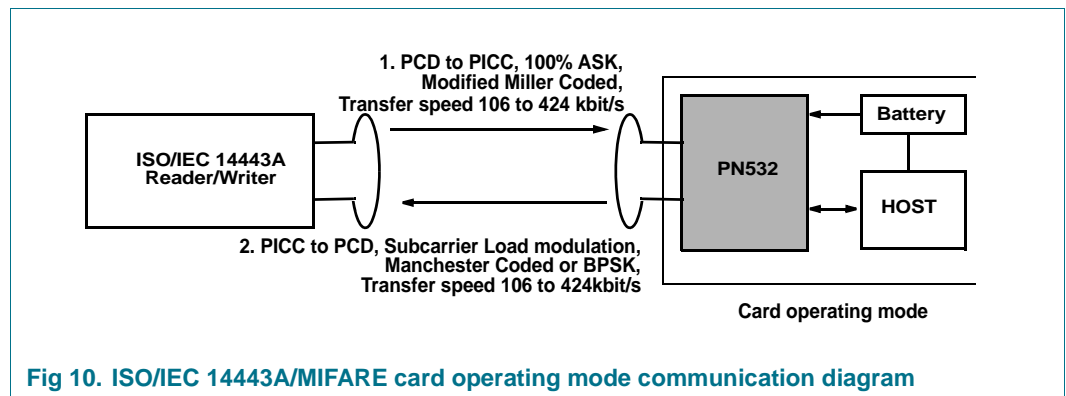 1. PCD to PICC, 100% ASK,
Modified Miller Coded,
Transfer speed 106 to 424 kbit/s
ISO/IEC 14443A
Reader/Writer
PN532
Battery
HOST
2. PICC to PCD, Subcarrier Load modulation,
Manchester Coded or BPSK,
Transfer speed 106 to 424kbit/s
Card operating mode
Fig 10. ISO/IEC 14443A/MIFARE card operating mode communication diagram